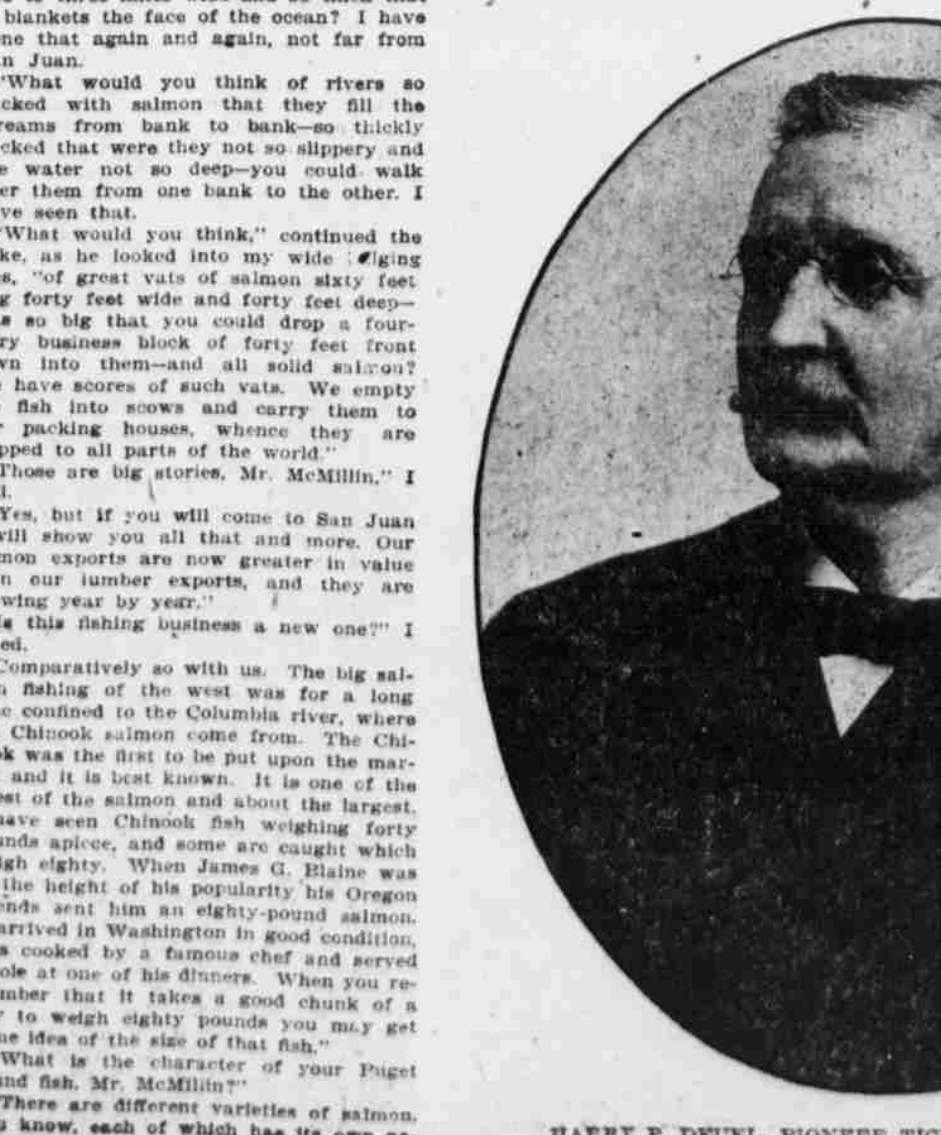 blankets the face of the ocean? I have
ne that again and again, not far from
n Juan.
"What would you think of rivers so
cked with salmon that they fill the
reams from bank to bank—so thickly
cked that were they not so slippery and
e water not so deep—you could walk
er them from one bank to the other. I
ve seen that.
"What would you think," continued the
ke, as he looked into my wide lging
s, "of great vats of salmon sixty feet
g forty feet wide and forty feet deep—
s so big that you could drop a four-
ry business block of forty feet front
wn into them—and all solid salmon?
e have scores of such vats. We empty
fish into scows and carry them to
r packing houses, whence they are
pped to all parts of the world."
Those are big stories, Mr. McMillin," I
d.
Yes, but if you will come to San Juan
will show you all that and more. Our
mon exports are now greater in value
n our lumber exports, and they are
wing year by year."
Is this fishing business a new one?" I
ed.
Comparatively so with us. The big sal-
n fishing of the west was for a long
e confined to the Columbia river, where
Chinook salmon come from. The Chi-
ok was the first to be put upon the mar-
and it is best known. It is one of the
est of the salmon and about the largest.
have seen Chinook fish weighing forty
unds apiece, and some are caught which
igh eighty. When James G. Blaine was
the height of his popularity his Oregon
ends sent him an eighty-pound salmon.
arrived in Washington in good condition,
s cooked by a famous chef and served
ole at one of his dinners. When you re-
mber that it takes a good chunk of a
r to weigh eighty pounds you may get
me idea of the size of that fish."
What is the character of your Puget
und fish, Mr. McMillin?"
There are different varieties of salmon,
u know, each of which has its own
HARRY P. DEUEL, PIONEER